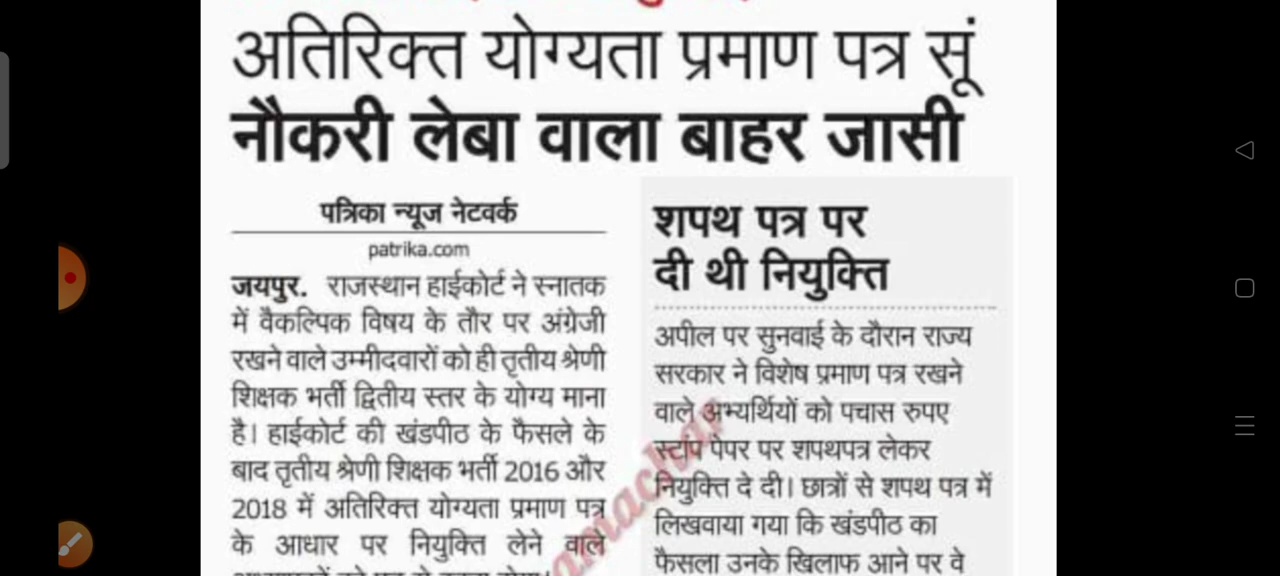 अतिरिक्त योग्यता प्रमाण पत्र सूं
नौकरी लेबा वाला बाहर जासी
पत्रिका न्यूज नेटवर्क
patrika.com
जयपुर. राजस्थान हाईकोर्ट ने स्नातक
में वैकल्पिक विषय के तौर पर अंग्रेजी
रखने वाले उम्मीदवारों को ही तृतीय श्रेणी
शिक्षक भर्ती द्वितीय स्तर के योग्य माना
है। हाईकोर्ट की खंडपीठ के फैसले के
बाद तृतीय श्रेणी शिक्षक भर्ती 2016 और
2018 में अतिरिक्त योग्यता प्रमाण पत्र
के आधार पर नियुक्ति लेने वाले
शपथ पत्र पर
दी थी नियुक्ति
अपील पर सुनवाई के दौरान राज्य
सरकार ने विशेष प्रमाण पत्र रखने
वाले अभ्यर्थियों को पचास रुपए
स्टांप पेपर पर शपथपत्र लेकर
नियुक्ति दे दी। छात्रों से शपथ पत्र में
लिखवाया गया कि खंडपीठ का
फैसला उनके खिलाफ आने पर वे
amachar